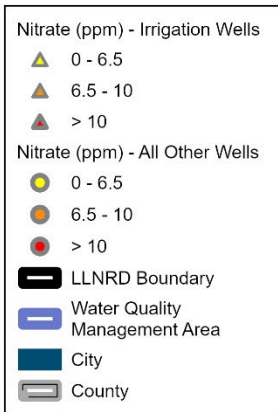 Nitrate (ppm) - Irrigation Wells
0 - 6.5
6.5 - 10
> 10
Nitrate (ppm) - All Other Wells
0 - 6.5
6.5 - 10
> 10
LLNRD Boundary
Water Quality
Management Area
City
County